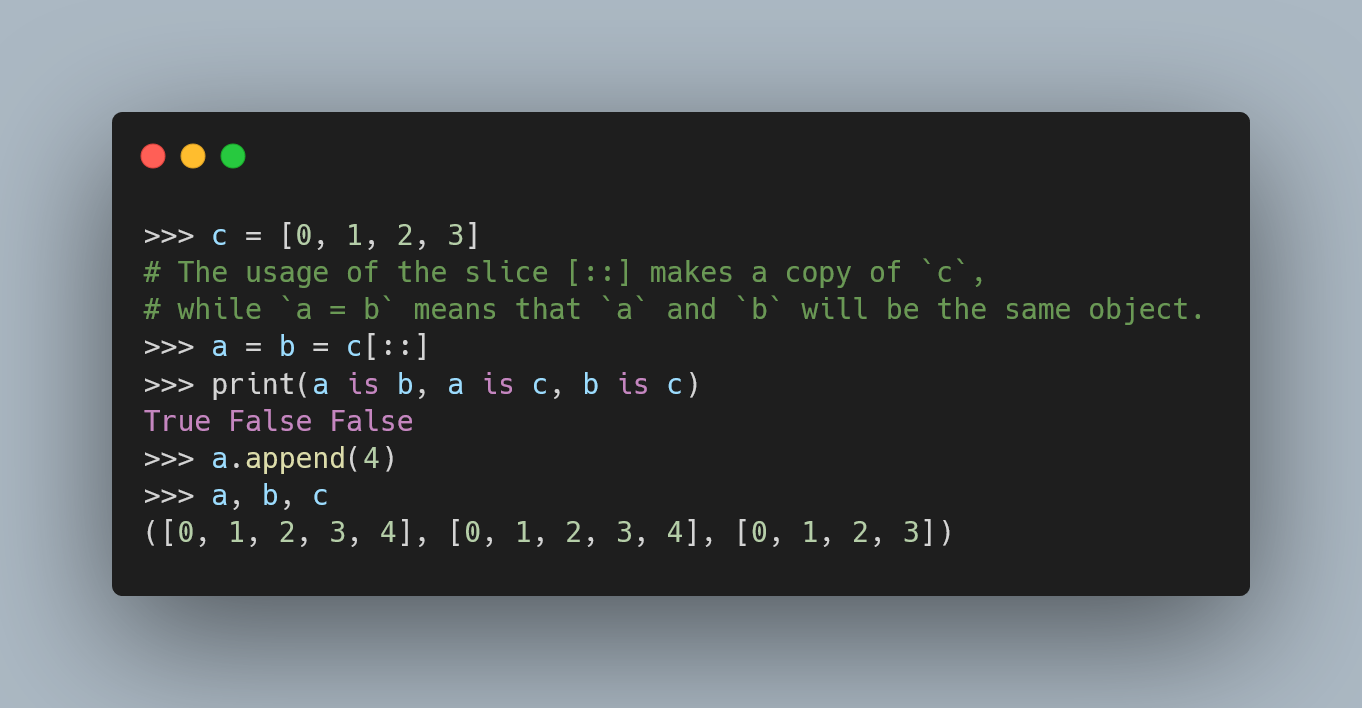 >>> c = [0, 1, 2, 3]
# The usage of the slice [::] makes a copy of `c`,
# while `a = b` means that `a` and `b` will be the same object.
>>> a = b = c[::]
>>> print(a is b, a is c, b is c)
True False False
>>> a.append(4)
>>> a, b, c
([0, 1, 2, 3, 4], [0, 1, 2, 3, 4], [0, 1, 2, 3])